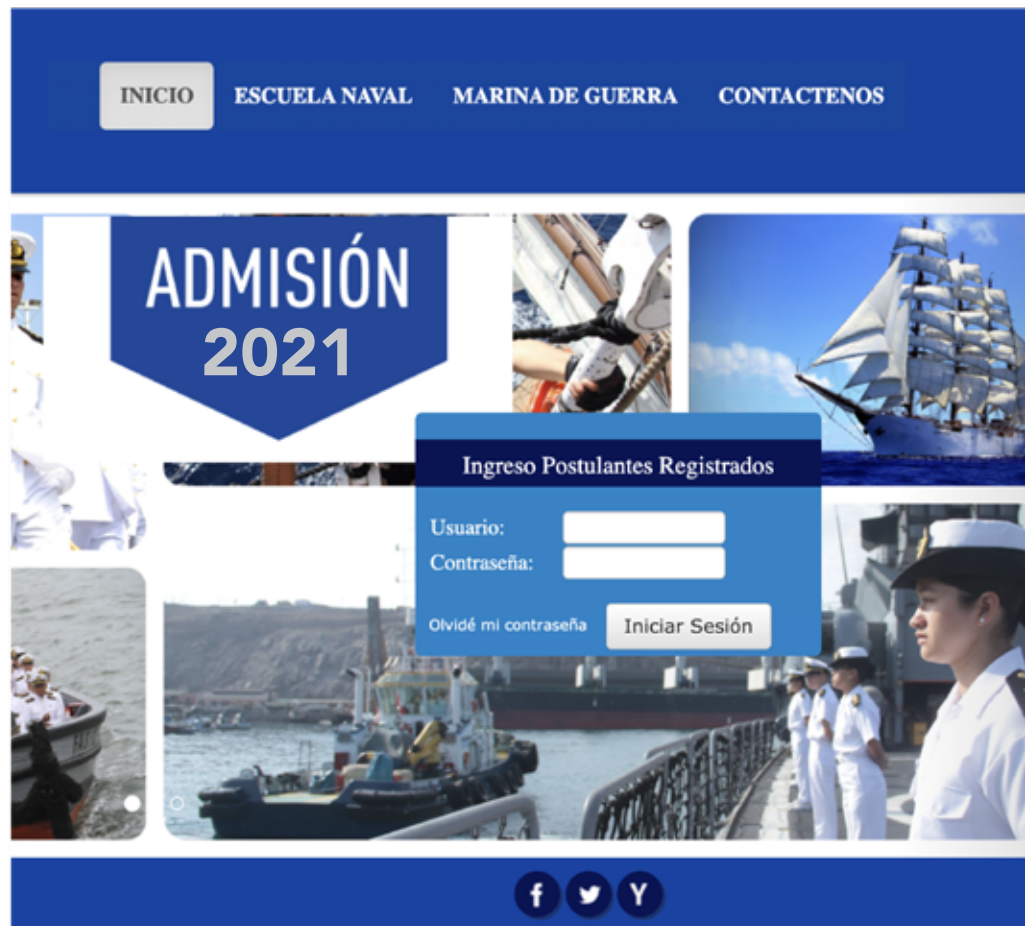 INICIO ESCUELA NAVAL MARINA DE GUERRA CONTACTENOS
ADMISIÓN
2021
Ingreso Postulantes Registrados
Usuario:
Contraseña:
Olvidé mi contraseña Iniciar Sesión
f Y